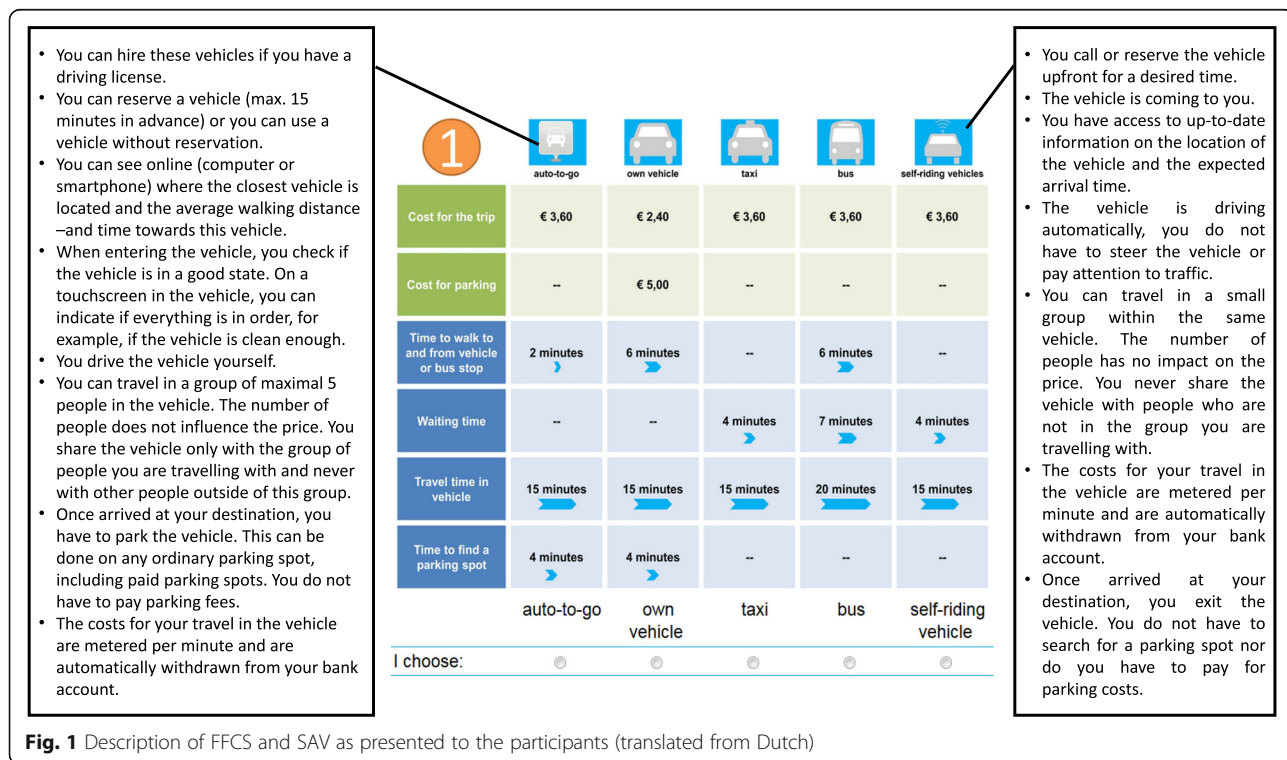 • You can hire these vehicles if you have a
driving license.
• You can reserve a vehicle (max. 15
minutes in advance) or you can use a
vehicle without reservation.
• You can see online (computer or
smartphone) where the closest vehicle is
located and the average walking distance
–and time towards this vehicle.
• When entering the vehicle, you check if
the vehicle is in a good state. On a
touchscreen in the vehicle, you can
indicate if everything is in order, for
example, if the vehicle is clean enough.
• You drive the vehicle yourself.
• You can travel in a group of maximal 5
people in the vehicle. The number of
people does not influence the price. You
share the vehicle only with the group of
people you are travelling with and never
with other people outside of this group.
• Once arrived at your destination, you
have to park the vehicle. This can be
done on any ordinary parking spot,
including paid parking spots. You do not
have to pay parking fees.
• The costs for your travel in the vehicle
are metered per minute and are
automatically withdrawn from your bank
account.
1
auto-to-go own vehicle taxi bus self-riding vehicles
Cost for the trip € 3,60 € 2,40 € 3,60 € 3,60 € 3,60
Cost for parking -- € 5,00 -- -- --
Time to walk to
and from vehicle
or bus stop
2 minutes 6 minutes -- 6 minutes --
Waiting time -- -- 4 minutes 7 minutes 4 minutes
Travel time in
vehicle
15 minutes 15 minutes 15 minutes 20 minutes 15 minutes
Time to find a
parking spot
4 minutes 4 minutes -- -- --
auto-to-go own taxi bus self-riding
vehicle vehicle
I choose:
• You call or reserve the vehicle
upfront for a desired time.
• The vehicle is coming to you.
• You have access to up-to-date
information on the location of
the vehicle and the expected
arrival time.
• The vehicle is driving
automatically, you do not
have to steer the vehicle or
pay attention to traffic.
• You can travel in a small
group within the same
vehicle. The number of
people has no impact on the
price. You never share the
vehicle with people who are
not in the group you are
travelling with.
• The costs for your travel in
the vehicle are metered per
minute and are automatically
withdrawn from your bank
account.
• Once arrived at your
destination, you exit the
vehicle. You do not have to
search for a parking spot nor
do you have to pay for
parking costs.
Fig. 1 Description of FFCS and SAV as presented to the participants (translated from Dutch)